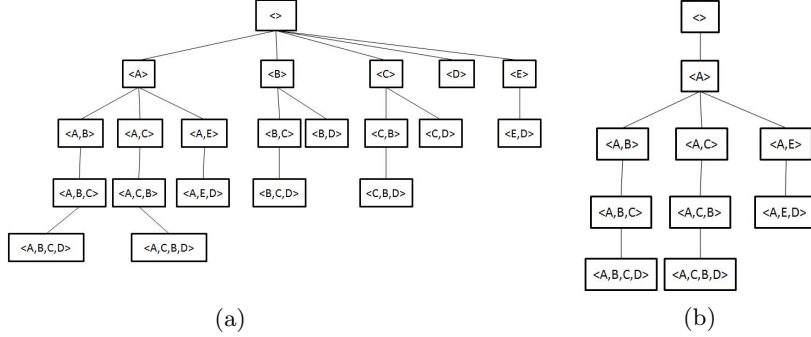 <>
<A> <B> <C> <D> <E>
<A,B> <A,C> <A,E> <B,C> <B,D> <C,B> <C,D> <E,D>
<A,B,C> <A,C,B> <A,E,D> <B,C,D> <C,B,D>
<A,B,C,D> <A,C,B,D>
(a)
<>
<A>
<A,B> <A,C> <A,E>
<A,B,C> <A,C,B> <A,E,D>
<A,B,C,D> <A,C,B,D>
(b)